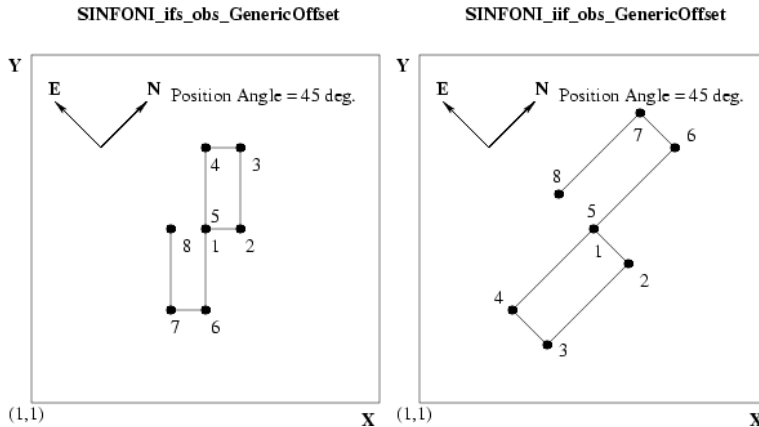 SINFONI_ifs_obs_GenericOffset
Y
E
N
Position Angle = 45 deg.
4
3
5
8
1
2
7
6
(1,1)
X
SINFONI_iif_obs_GenericOffset
Y
E
N
Position Angle = 45 deg.
7
6
8
5
1
2
4
3
(1,1)
X